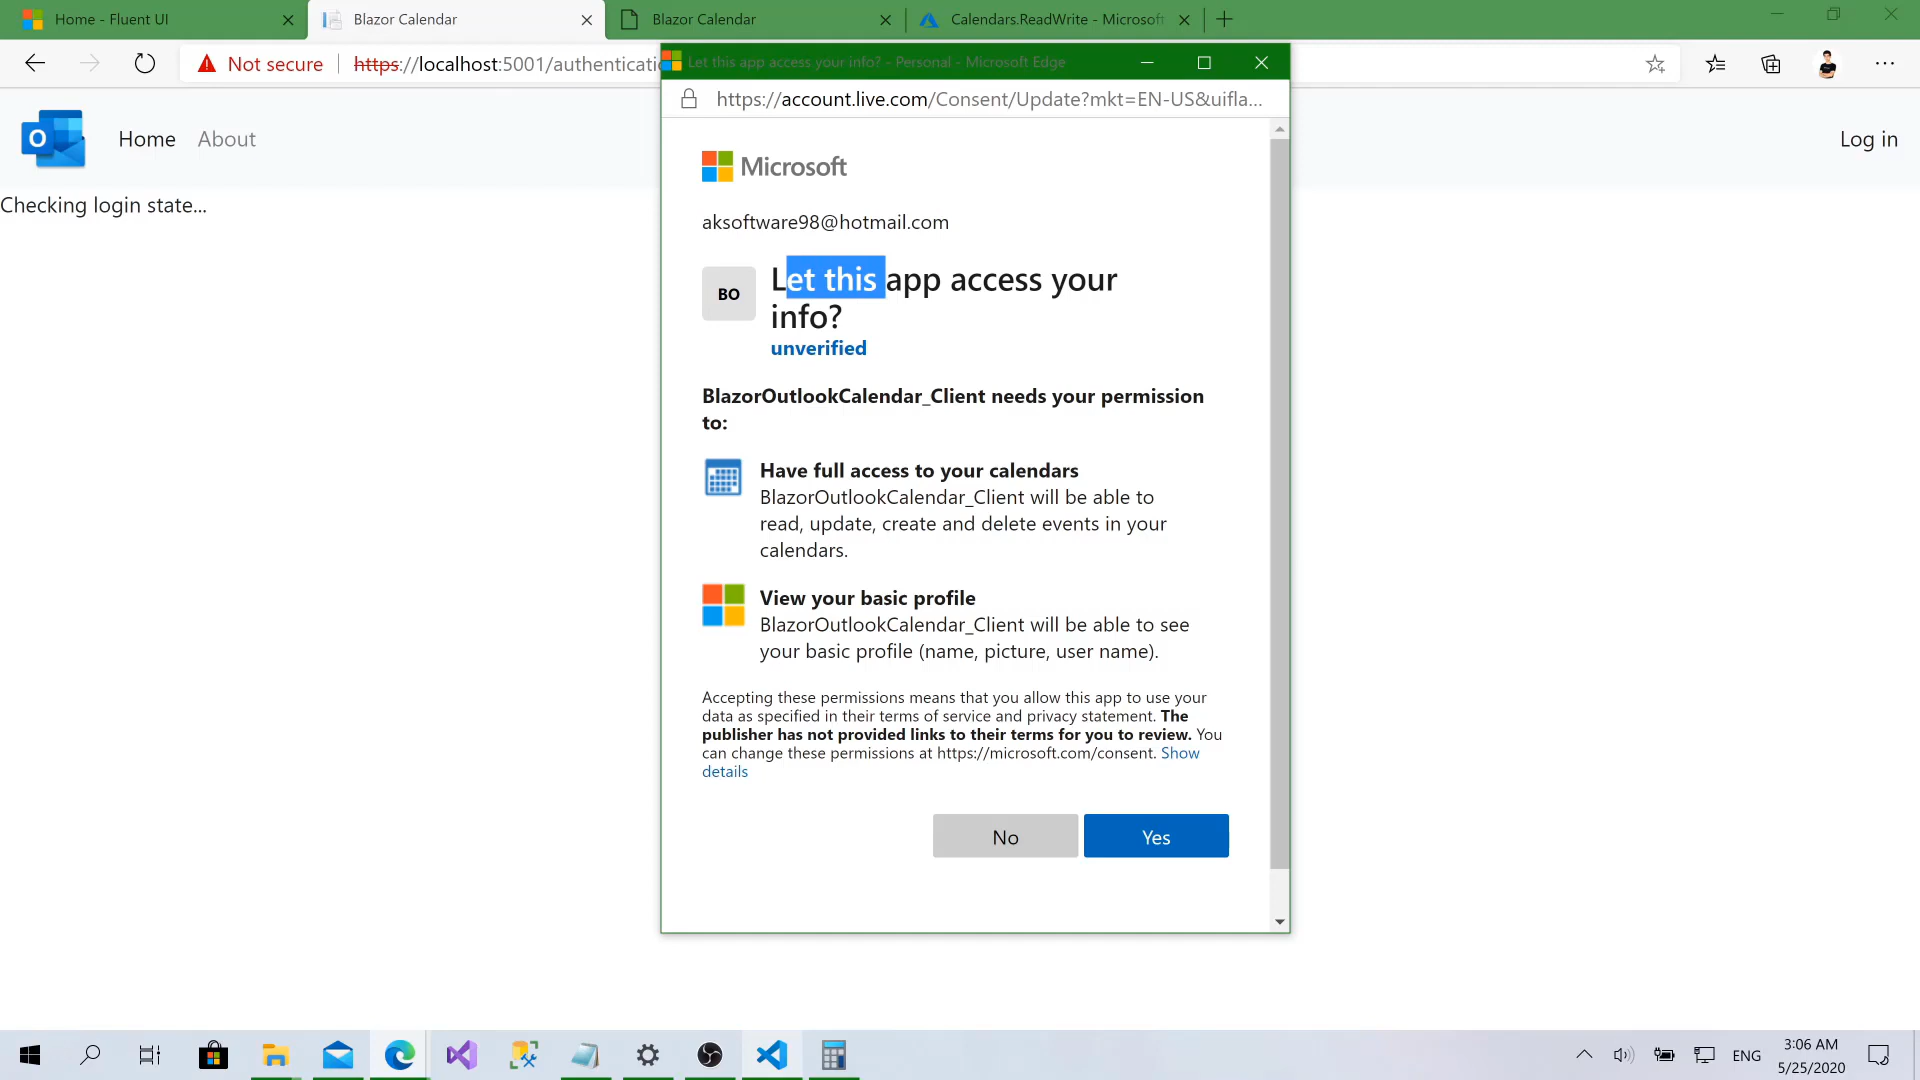 Home - Fluent UI
Blazor Calendar
Blazor Calendar
Calendars.ReadWrite - Microsoft
Not secure
https://localhost:5001/authenticati
Let this app access your info? - Personal - Microsoft Edge
https://account.live.com/Consent/Update?mkt=EN-US&uifla...
O
Home
About
Log in
Checking login state...
Microsoft
aksoftware98@hotmail.com
BO
Let this app access your
info?
unverified
BlazorOutlookCalendar_Client needs your permission
to:
Have full access to your calendars
BlazorOutlookCalendar_Client will be able to
read, update, create and delete events in your
calendars.
View your basic profile
BlazorOutlookCalendar_Client will be able to see
your basic profile (name, picture, user name).
Accepting these permissions means that you allow this app to use your
data as specified in their terms of service and privacy statement. The
publisher has not provided links to their terms for you to review. You
can change these permissions at https://microsoft.com/consent. Show
details
No
Yes
ENG
3:06 AM
5/25/2020